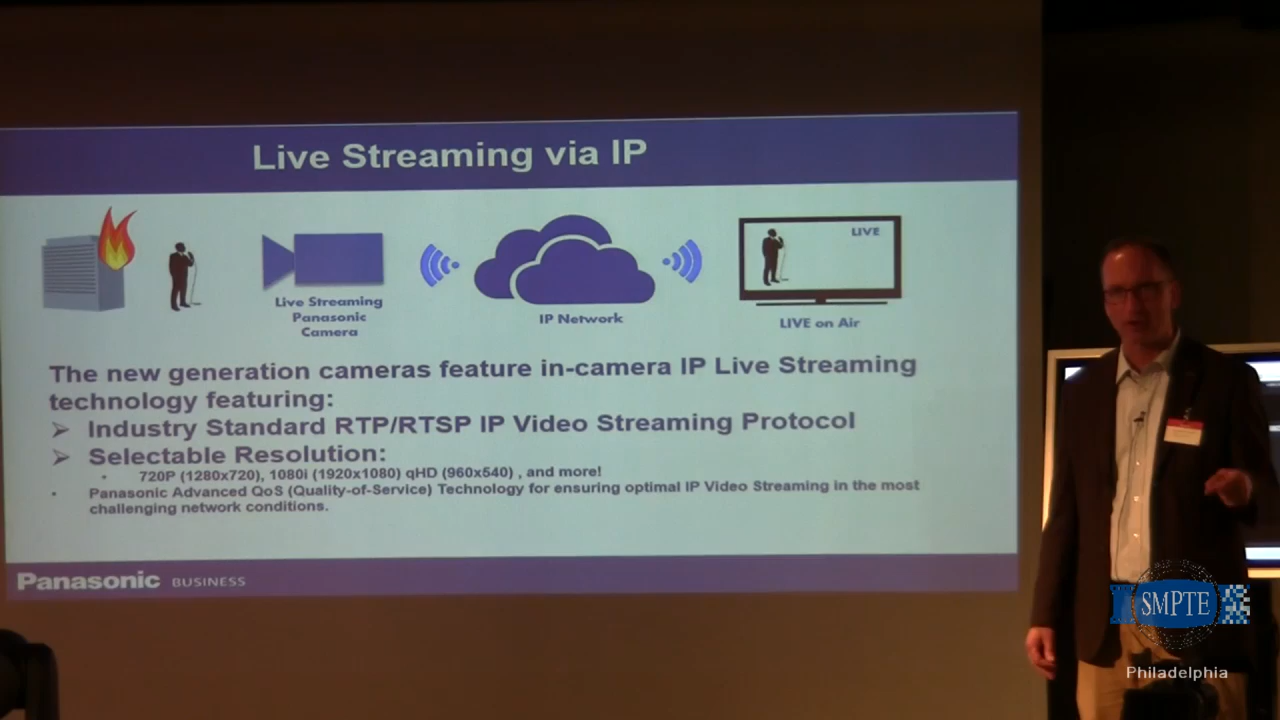 Live Streaming via IP
LIVE
Live Streaming
Panasonic
Camera
IP Network
LIVE on Air
The new generation cameras feature in-camera IP Live Streaming
technology featuring:
Industry Standard RTP/RTSP IP Video Streaming Protocol
Selectable Resolution:
720P (1280x720), 1080i (1920x1080) qHD (960x540) , and more!
Panasonic Advanced QoS (Quality-of-Service) Technology for ensuring optimal IP Video Streaming in the most
challenging network conditions.
Panasonic BUSINESS
SMPTE
Philadelphia